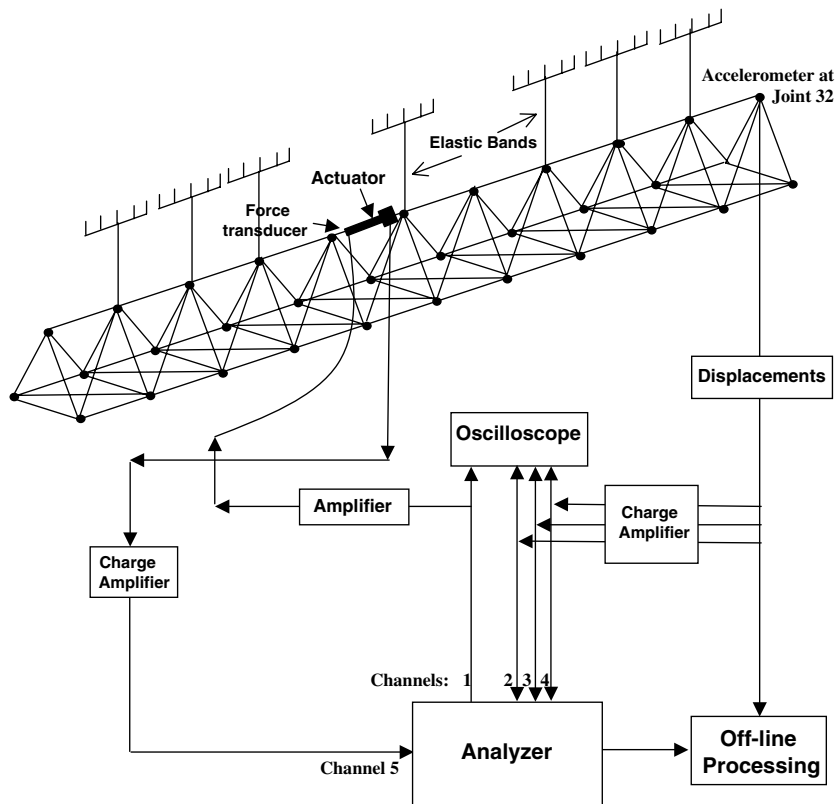 Accelerometer at
Joint 32
Elastic Bands
Actuator
Force
transducer
Displacements
Oscilloscope
Amplifier
Charge
Amplifier
Charge
Amplifier
Channels: 1 2 3 4
Analyzer
Channel 5
Off-line
Processing